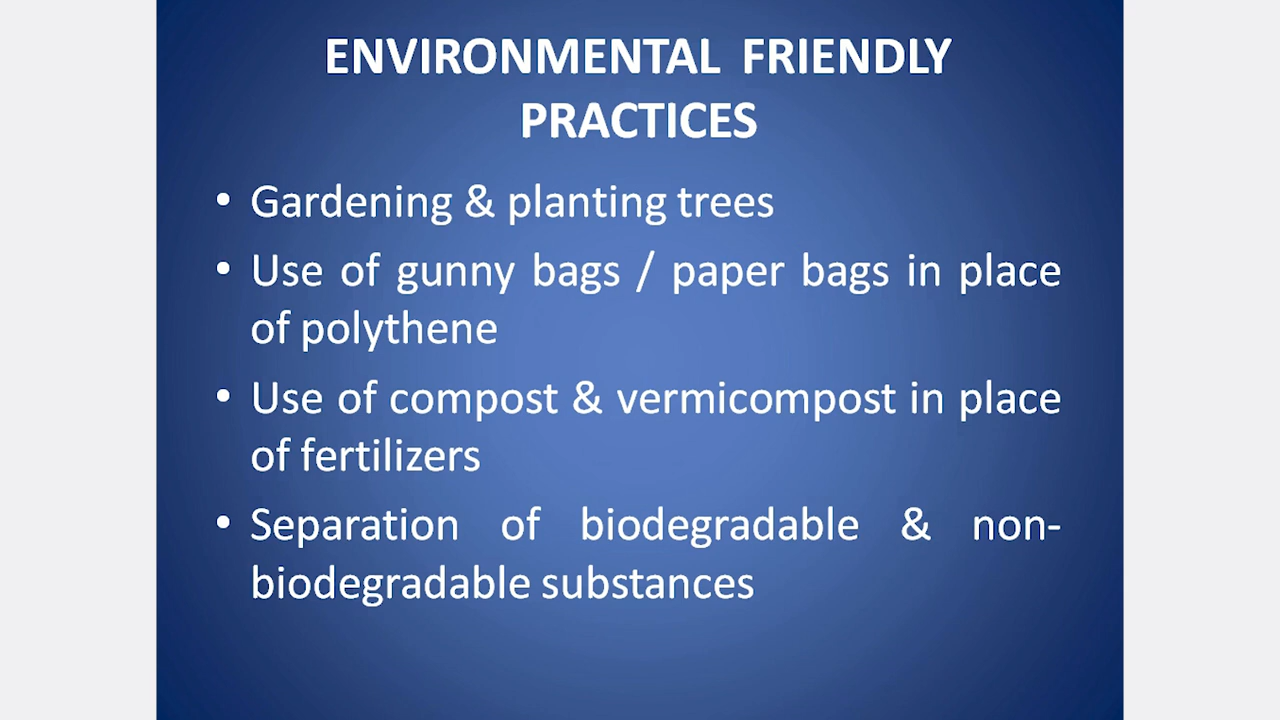 ENVIRONMENTAL FRIENDLY
PRACTICES
• Gardening & planting trees
• Use of gunny bags / paper bags in place
of polythene
• Use of compost & vermicompost in place
of fertilizers
• Separation of biodegradable & non-
biodegradable substances